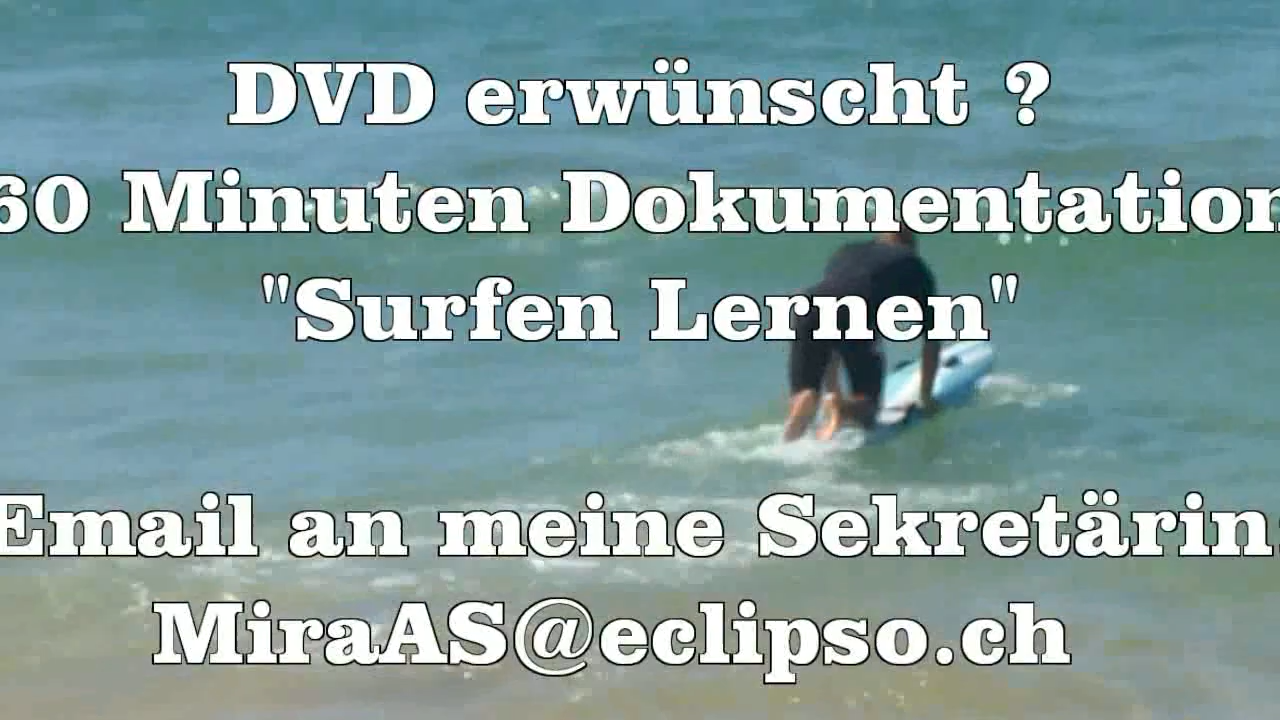 DVD erwünscht ?
60 Minuten Dokumentation
"Surfen Lernen"
Email an meine Sekretärin.
MiraAS@eclipso.ch